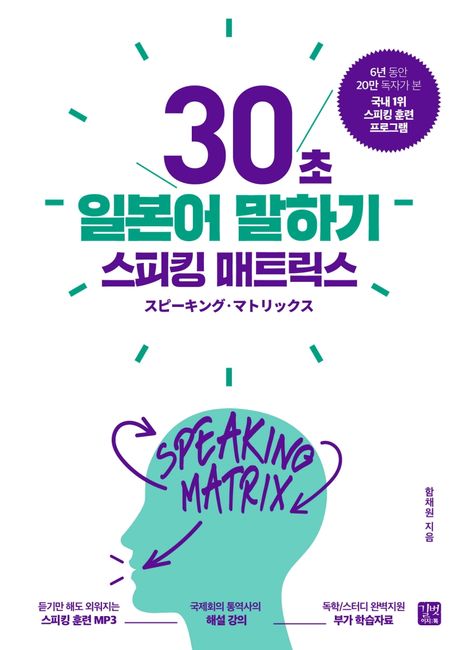 6년 동안
20만 독자가 본
국내 1위
스피킹 훈련
프로그램
30초
일본어 말하기
스피킹 매트릭스
スピーキング·マトリックス
SPEAKING
MATRIX
함채원 지음
듣기만 해도 외워지는
스피킹 훈련 MP3
국제회의 통역사의
해설 강의
독학/스터디 완벽지원
부가 학습자료
길벗
이지:톡